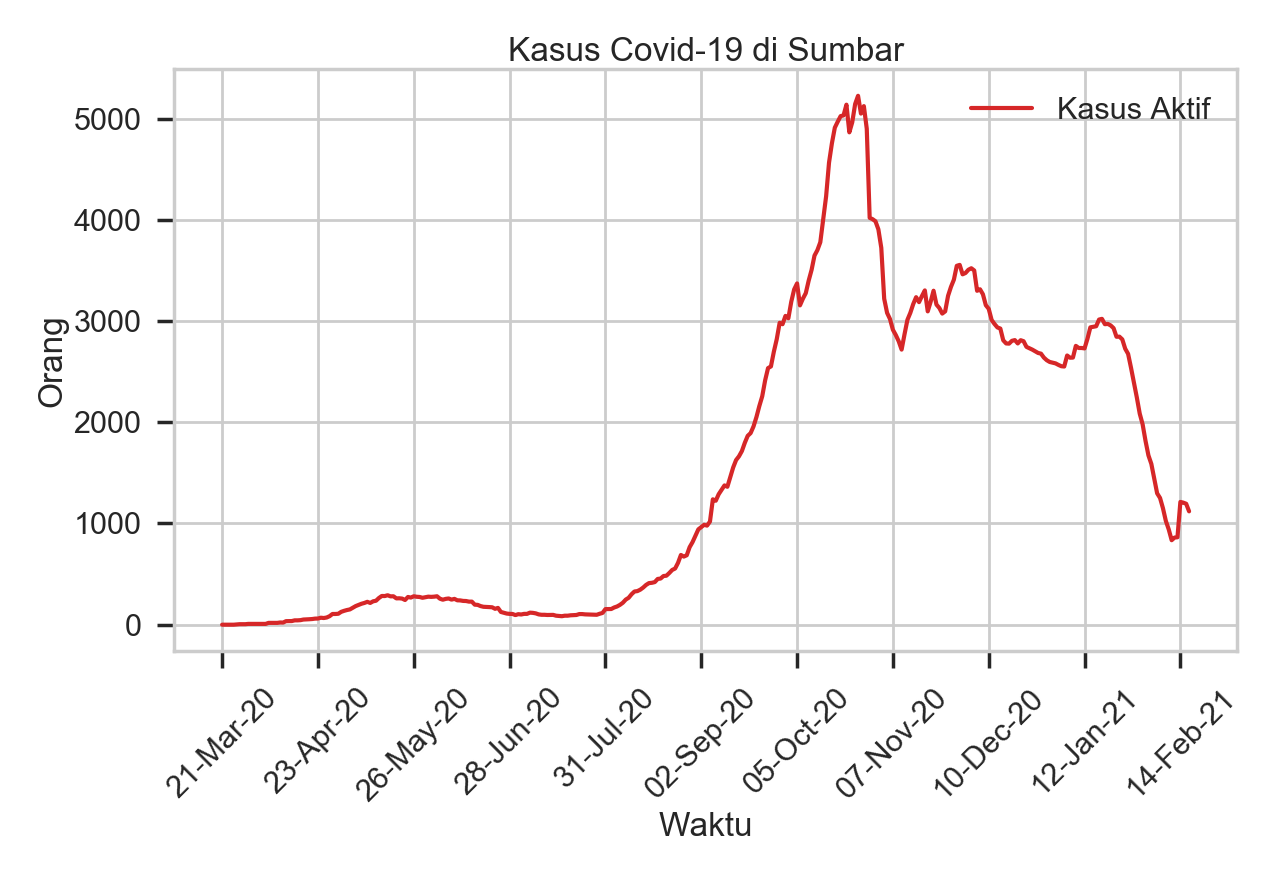 Kasus Covid-19 di Sumbar
Kasus Aktif
5000
4000
3000
2000
1000
0
Orang
21-Mar-20
23-Apr-20
26-May-20
28-Jun-20
31-Jul-20
02-Sep-20
05-Oct-20
07-Nov-20
10-Dec-20
12-Jan-21
14-Feb-21
Waktu